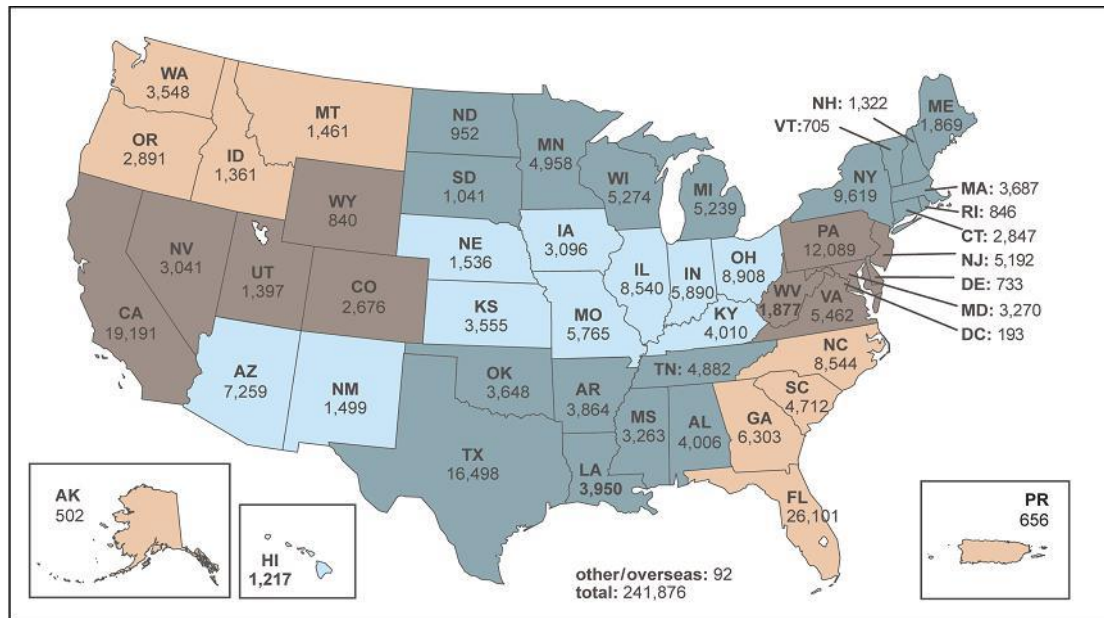 WA
3,548
MT
1,461
ND
952
MN
4,958
NH: 1,322
ME
1,869
VT:705
OR
2,891
ID
1,361
SD
1,041
WI
5,274
MI
5,239
NY
9,619
MA: 3,687
RI: 846
CT: 2,847
NJ: 5,192
DE: 733
MD: 3,270
DC: 193
WY
840
NV
3,041
UT
1,397
CO
2,676
CA
19,191
NE
1,536
IA
3,096
IL
8,540
IN
5,890
OH
8,908
PA
12,089
WV
1,877
VA
5,462
KS
3,555
MO
5,765
KY
4,010
NC
8,544
TN: 4,882
SC
4,712
AZ
7,259
NM
1,499
OK
3,648
AR
3,864
MS
3,263
AL
4,006
GA
6,303
TX
16,498
LA
3,950
FL
26,101
AK
502
HI
1,217
PR
656
other/overseas: 92
total: 241,876